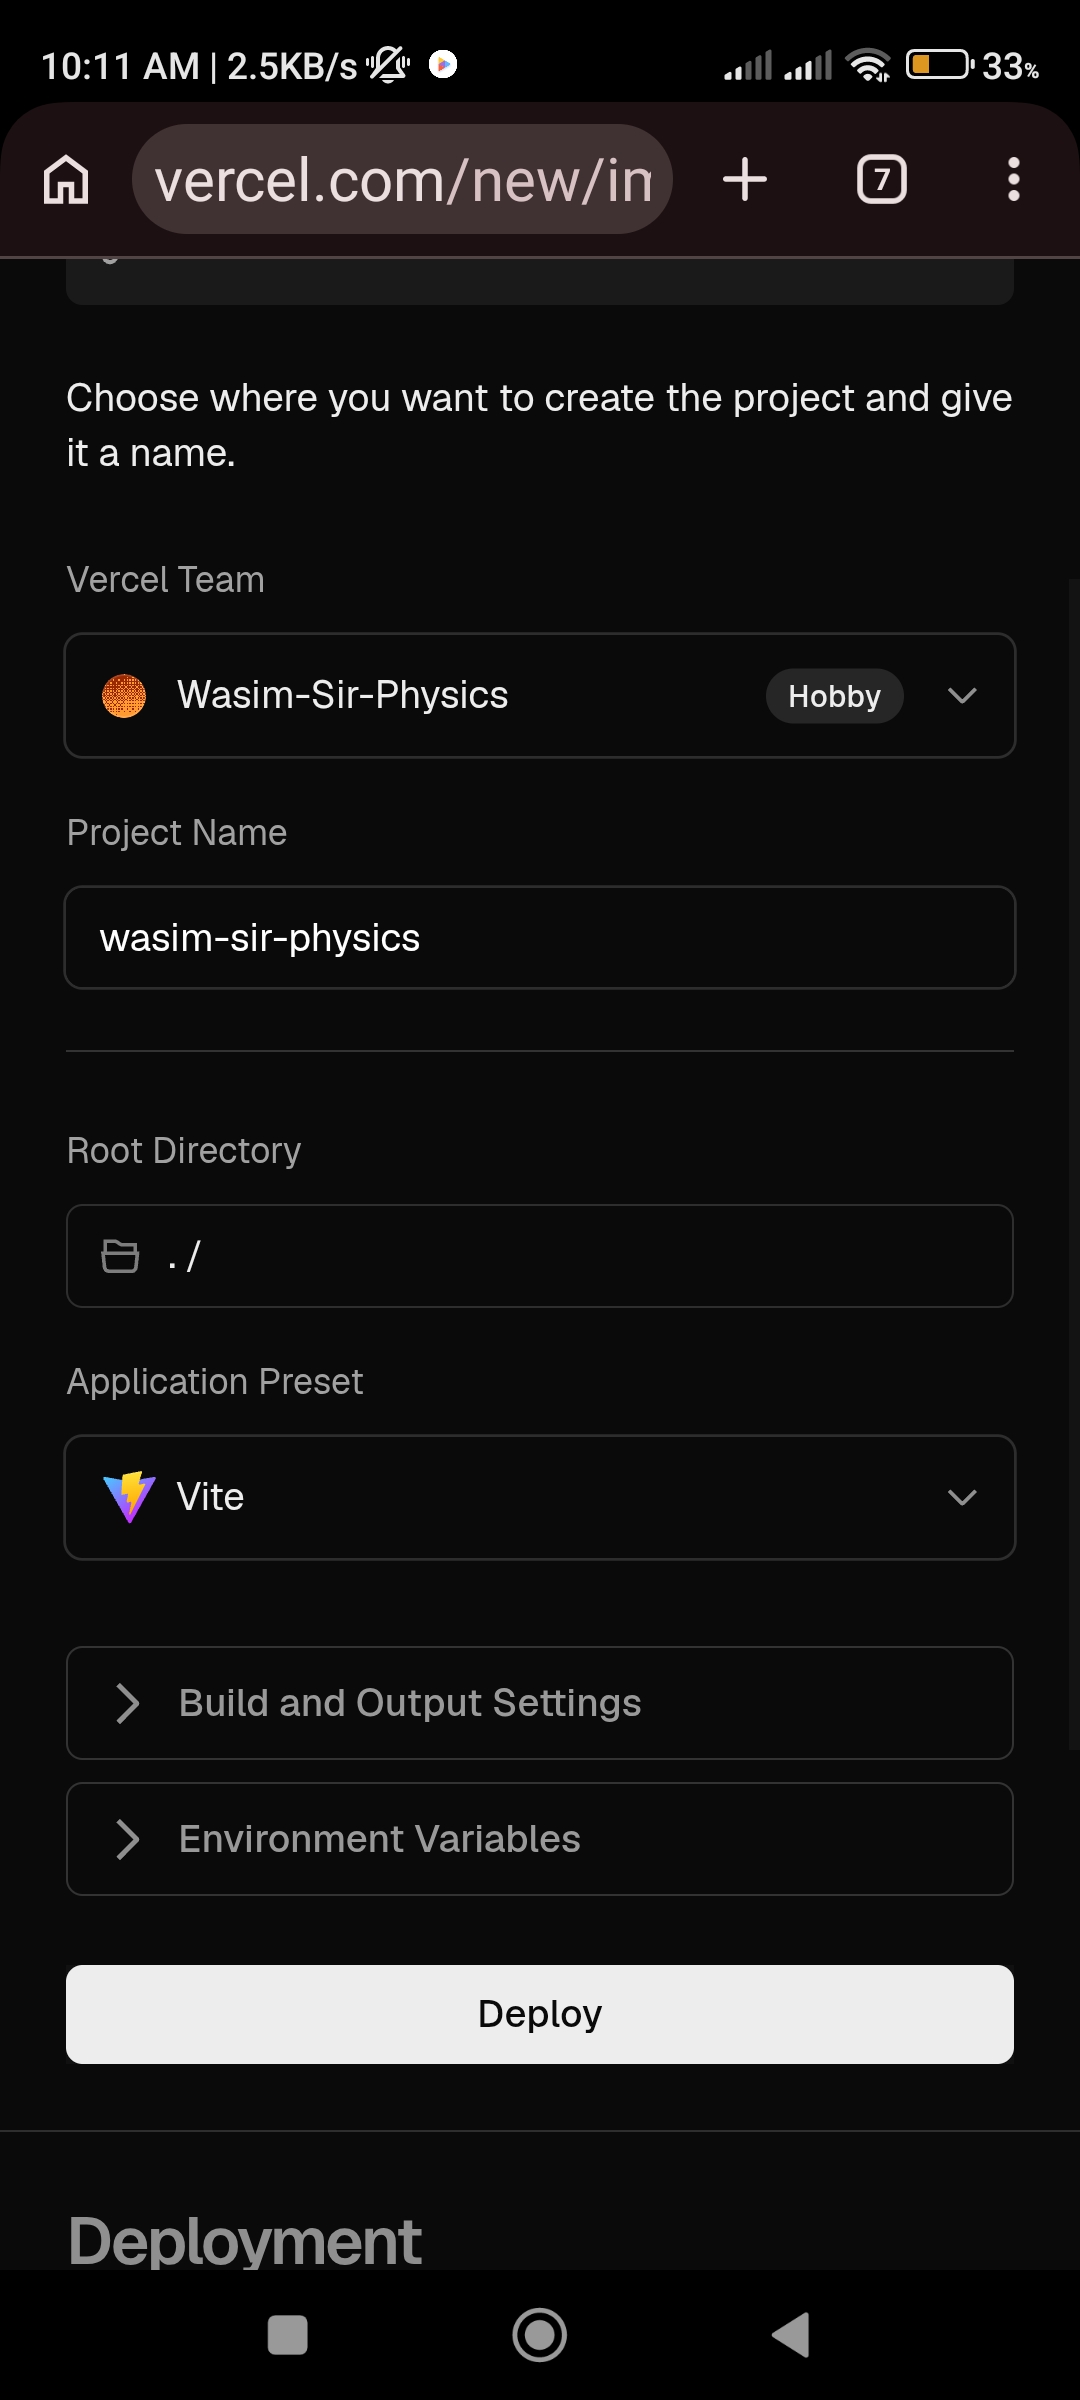 10:11 AM | 2.5KB/s
33%
vercel.com/new/im
7
Choose where you want to create the project and give
it a name.
Vercel Team
Wasim-Sir-Physics
Hobby
Project Name
wasim-sir-physics
Root Directory
./
Application Preset
Vite
Build and Output Settings
Environment Variables
Deploy
Deployment